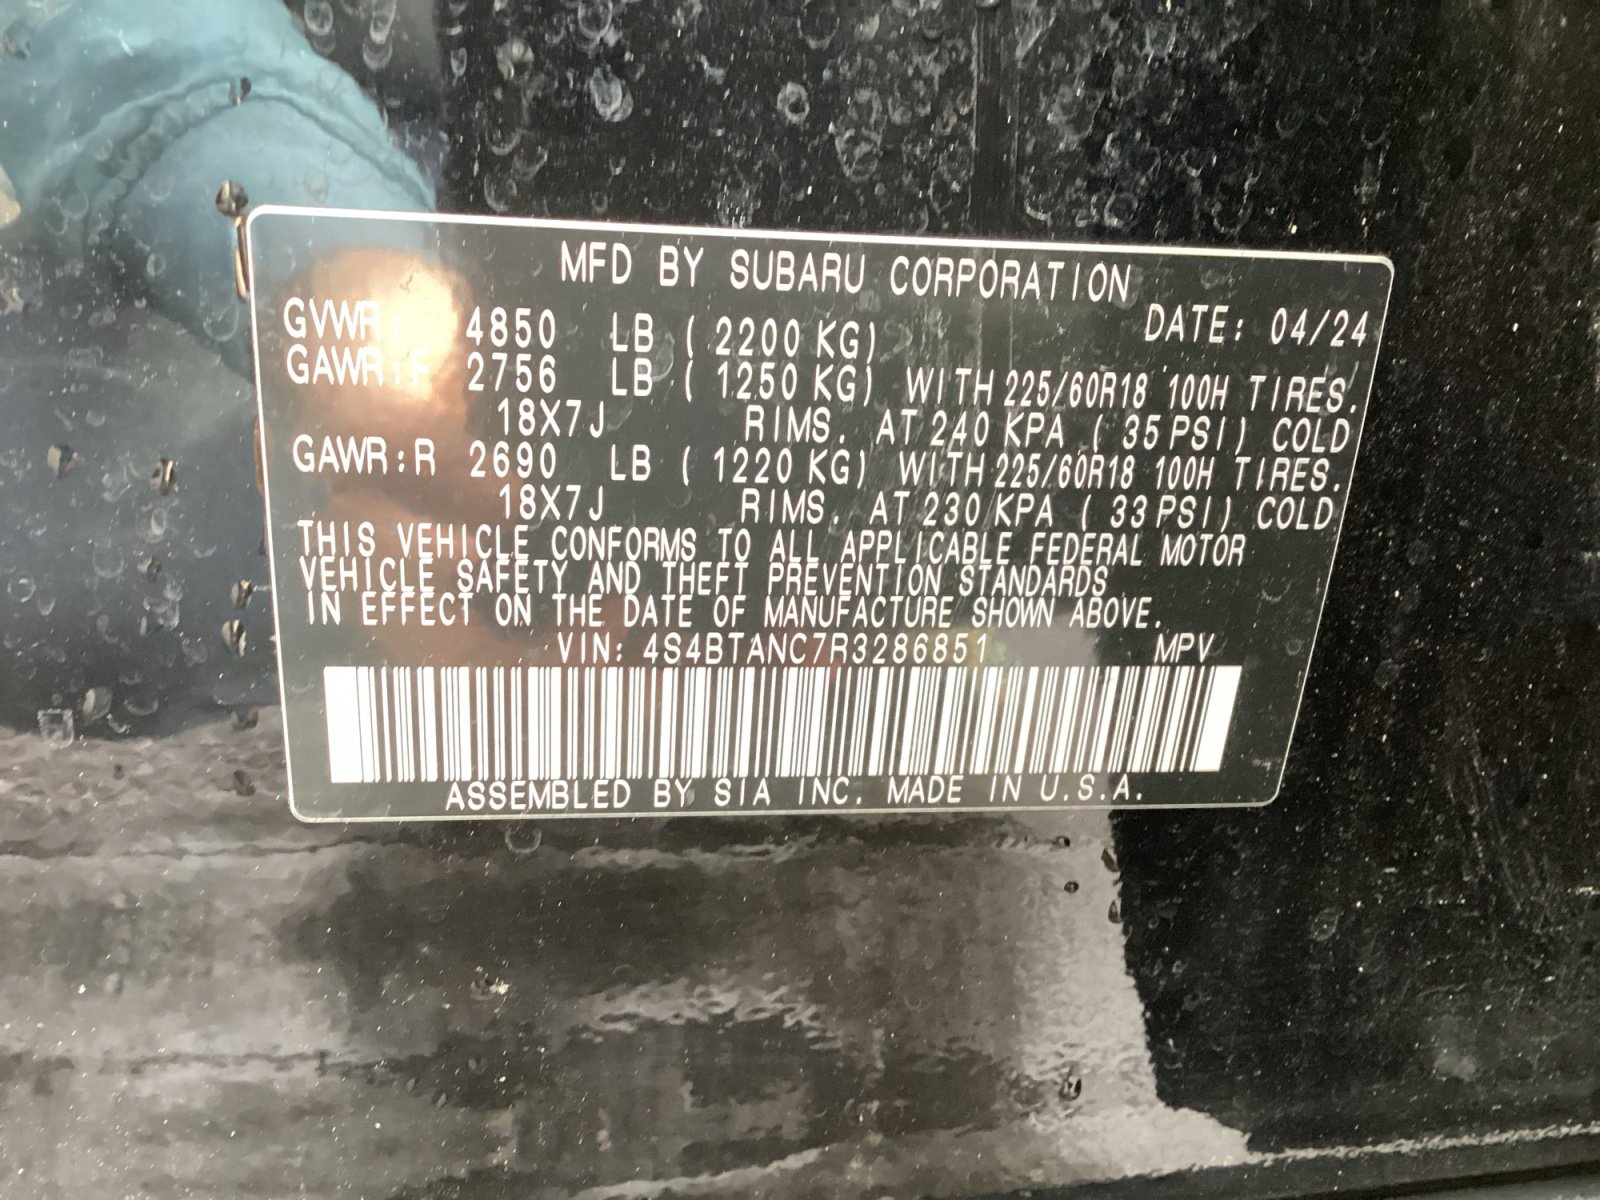 MFD BY SUBARU CORPORATION
GVWR: 4850 LB ( 2200 KG) DATE: 04/24
GAWR:F 2756 LB ( 1250 KG) WITH 225/60R18 100H TIRES.
18X7J RIMS. AT 240 KPA ( 35 PSI) COLD
GAWR:R 2690 LB ( 1220 KG) WITH 225/60R18 100H TIRES.
18X7J RIMS. AT 230 KPA ( 33 PSI) COLD
THIS VEHICLE CONFORMS TO ALL APPLICABLE FEDERAL MOTOR
VEHICLE SAFETY AND THEFT PREVENTION STANDARDS
IN EFFECT ON THE DATE OF MANUFACTURE SHOWN ABOVE.
VIN: 4S4BTANC7R3286851 MPV
ASSEMBLED BY SIA INC. MADE IN U.S.A.